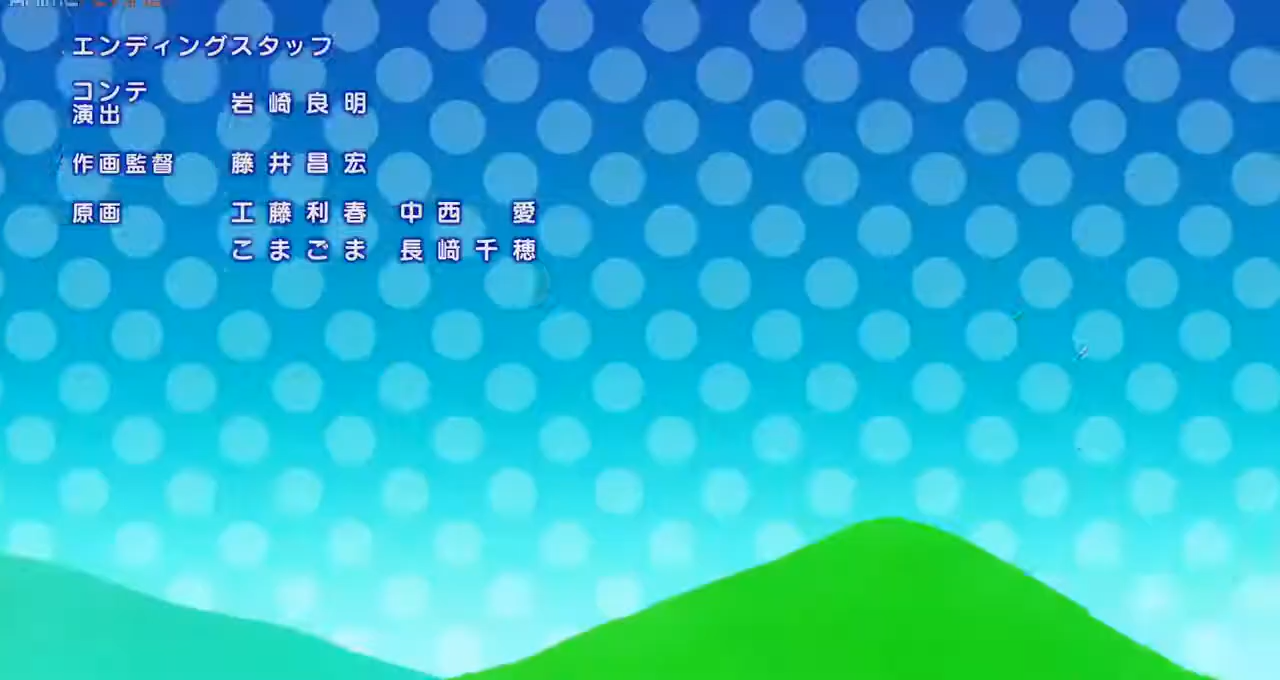 エンディングスタッフ
コンテ
演出 岩崎良明
作画監督 藤井昌宏
原画 工藤利春 中西 愛
こまごま 長﨑千穂